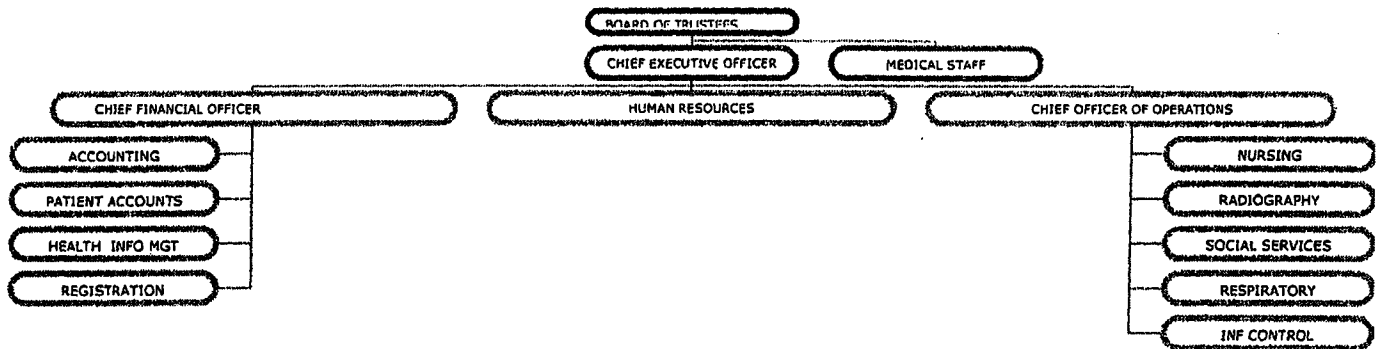 BOARD OF TRUSTEES
CHIEF EXECUTIVE OFFICER
MEDICAL STAFF
CHIEF FINANCIAL OFFICER
HUMAN RESOURCES
CHIEF OFFICER OF OPERATIONS
ACCOUNTING
PATIENT ACCOUNTS
HEALTH INFO MGT
REGISTRATION
NURSING
RADIOGRAPHY
SOCIAL SERVICES
RESPIRATORY
INF CONTROL